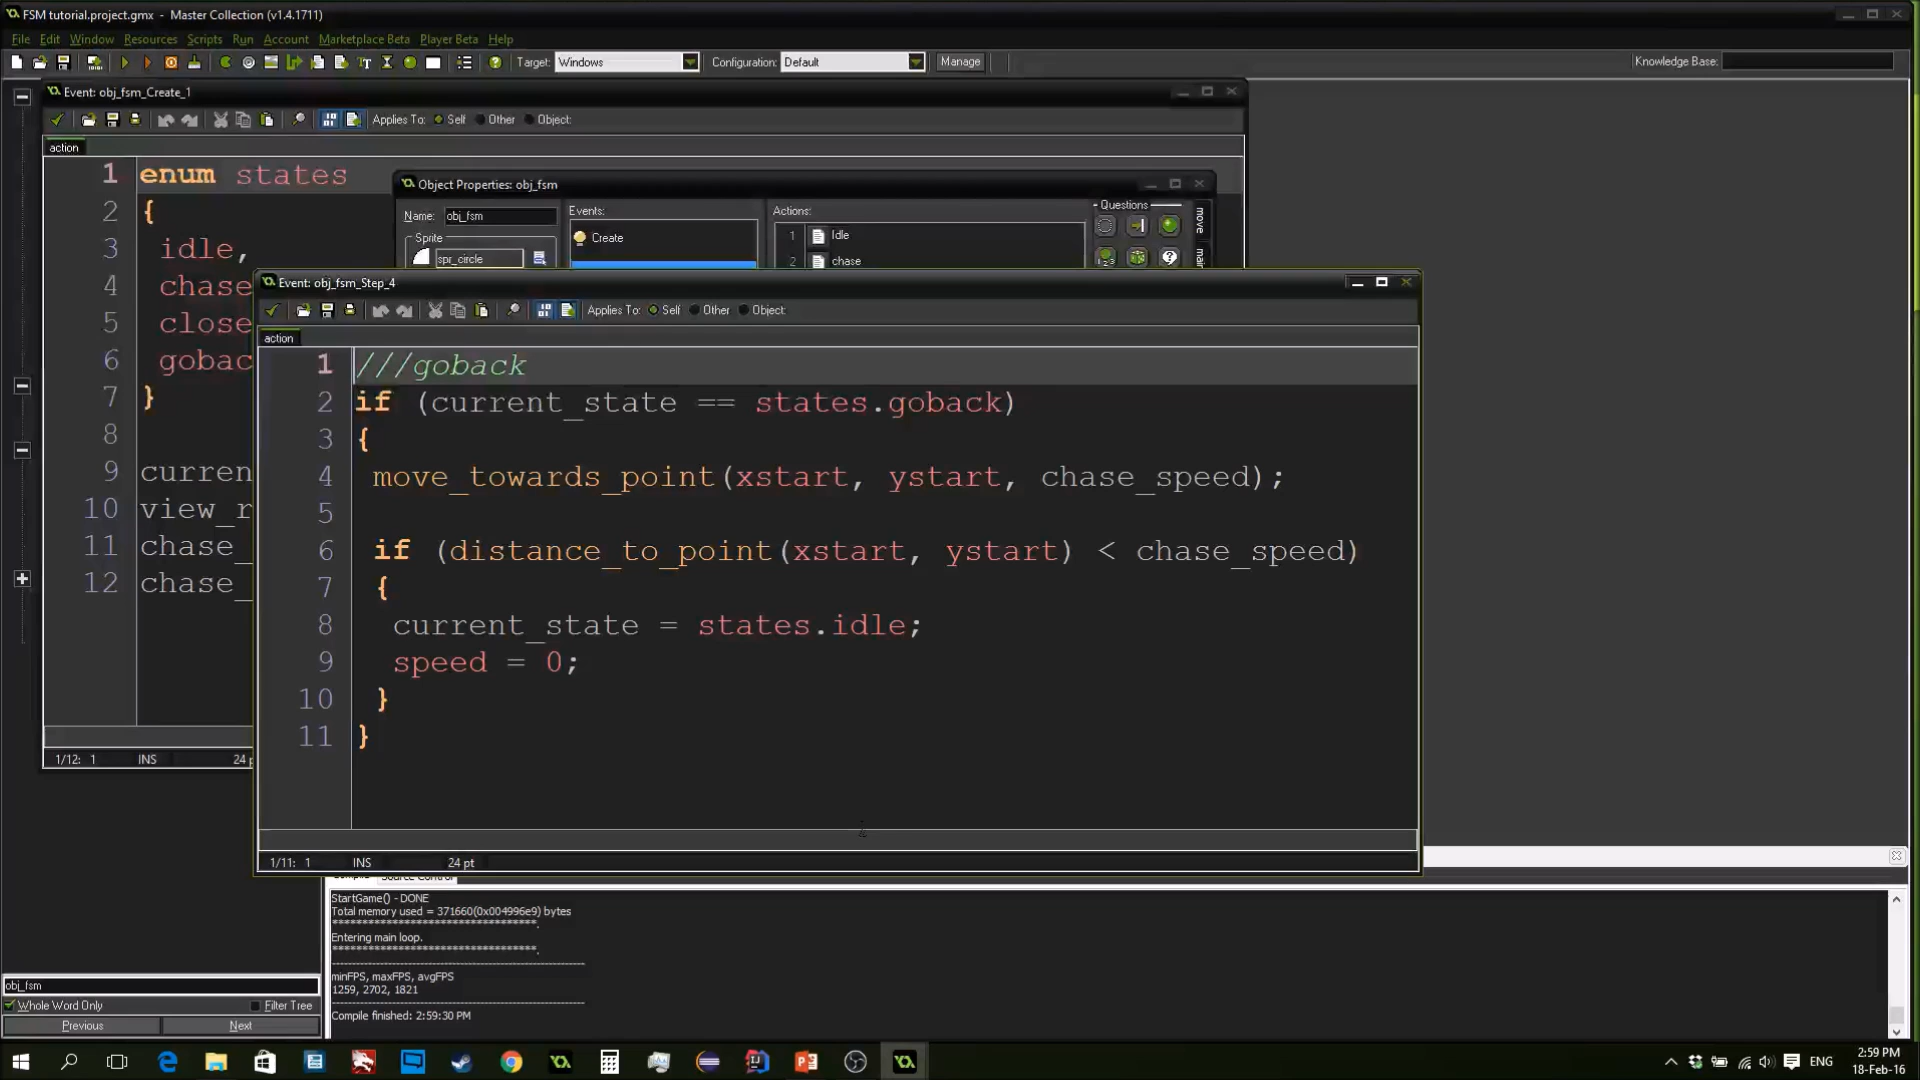 FSM tutorial.project.gmx - Master Collection (v1.4.1711)
File Edit Window Resources Scripts Run Account Marketplace Beta Player Beta Help
Target: Windows Configuration: Default Manage Knowledge Base:
Event: obj_fsm_Create_1
Applies To: Self Other Object:
action
1 enum states
2 {
3 idle,
4 chase
5 close
6 gobac
7 }
8
9 curren
10 view_r
11 chase_
12 chase_
1/12: 1 INS 24 p
Object Properties: obj_fsm
Name: obj_fsm
Sprite
spr_circle
Events:
Create
Actions:
1 Idle
2 chase
Questions
move
Event: obj_fsm_Step_4
Applies To: Self Other Object:
action
1 ///goback
2 if (current_state == states.goback)
3 {
4 move_towards_point(xstart, ystart, chase_speed);
5
6 if (distance_to_point(xstart, ystart) < chase_speed)
7 {
8 current_state = states.idle;
9 speed = 0;
10 }
11 }
1/11: 1 INS 24 pt
StartGame() - DONE
Total memory used = 371660(0x004996e9) bytes
Entering main loop.
minFPS, maxFPS, avgFPS
1259, 2702, 1821
Compile finished: 2:59:30 PM
obj_fsm
Whole Word Only Filter Tree
Previous Next
ENG
2:59 PM
18-Feb-16